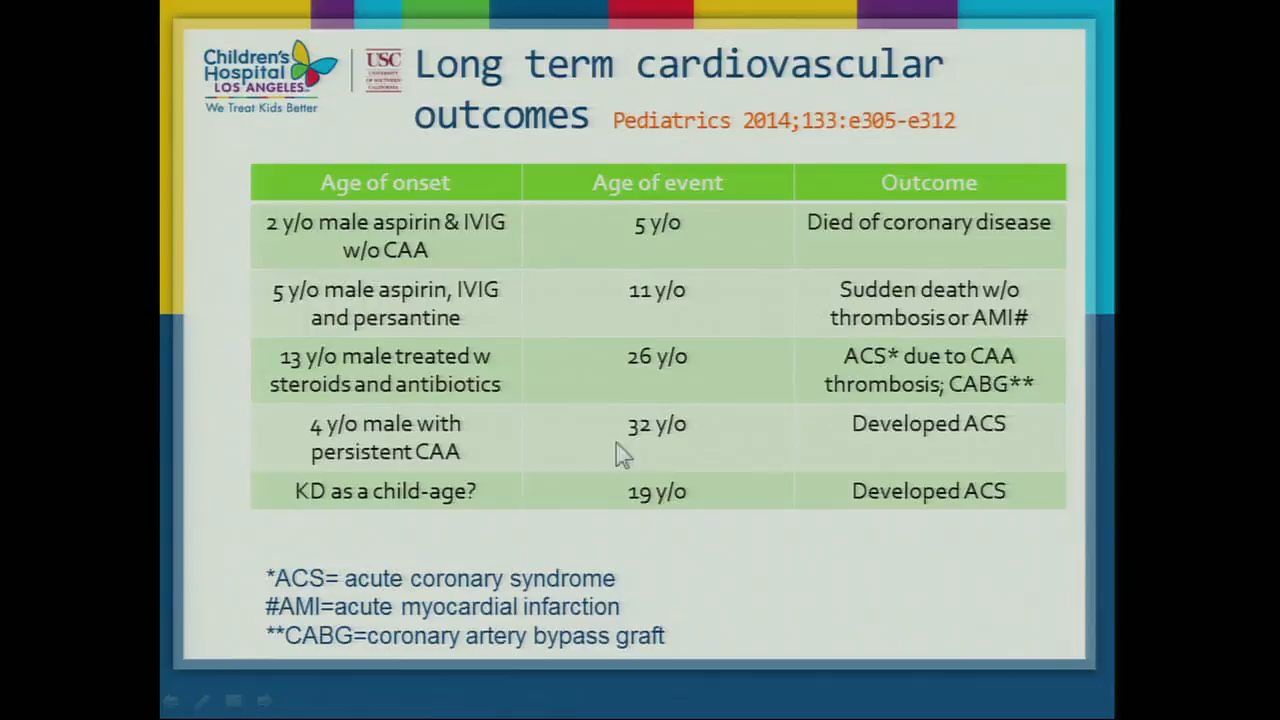 Children's
Hospital
LOS ANGELES
We Treat Kids Better
USC
UNIVERSITY
OF SOUTHERN
CALIFORNIA
Long term cardiovascular
outcomes Pediatrics 2014;133:e305-e312
Age of onset Age of event Outcome
2 y/o male aspirin & IVIG 5 y/o Died of coronary disease
w/o CAA
5 y/o male aspirin, IVIG 11 y/o Sudden death w/o
and persantine thrombosis or AMI#
13 y/o male treated w 26 y/o ACS* due to CAA
steroids and antibiotics thrombosis; CABG**
4 y/o male with 32 y/o Developed ACS
persistent CAA
KD as a child-age? 19 y/o Developed ACS
*ACS= acute coronary syndrome
#AMI=acute myocardial infarction
**CABG=coronary artery bypass graft